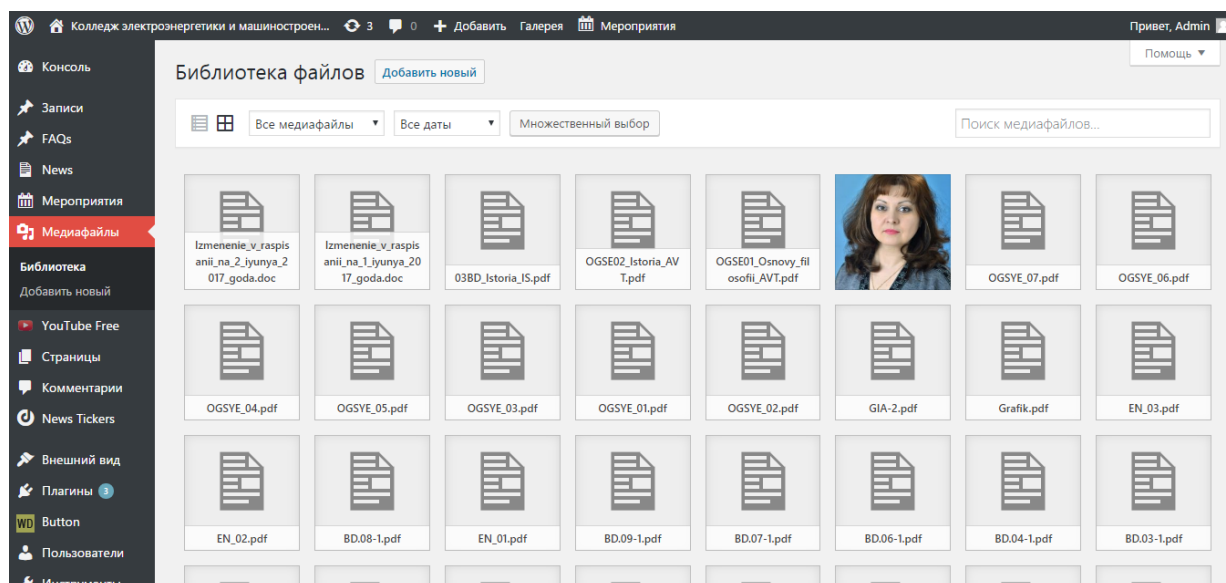 Колледж электроэнергетики и машиностроен... 3 0 Добавить Галерея Мероприятия Привет, Admin
Помощь ▼
Консоль
Записи
FAQs
News
Мероприятия
Медиафайлы
Библиотека
Добавить новый
YouTube Free
Страницы
Комментарии
News Tickers
Внешний вид
Плагины 3
WD Button
Пользователи
Инструменты
Библиотека файлов Добавить новый
Все медиафайлы Все даты Множественный выбор Поиск медиафайлов...
Izmenenie_v_raspis
anii_na_2_iyunya_2
017_goda.doc
Izmenenie_v_raspis
anii_na_1_iyunya_20
17_goda.doc
03BD_Istoria_IS.pdf
OGSE02_Istoria_AV
T.pdf
OGSE01_Osnovy_fil
osofii_AVT.pdf
OGSYE_07.pdf
OGSYE_06.pdf
OGSYE_04.pdf
OGSYE_05.pdf
OGSYE_03.pdf
OGSYE_01.pdf
OGSYE_02.pdf
GIA-2.pdf
Grafik.pdf
EN_03.pdf
EN_02.pdf
BD.08-1.pdf
EN_01.pdf
BD.09-1.pdf
BD.07-1.pdf
BD.06-1.pdf
BD.04-1.pdf
BD.03-1.pdf